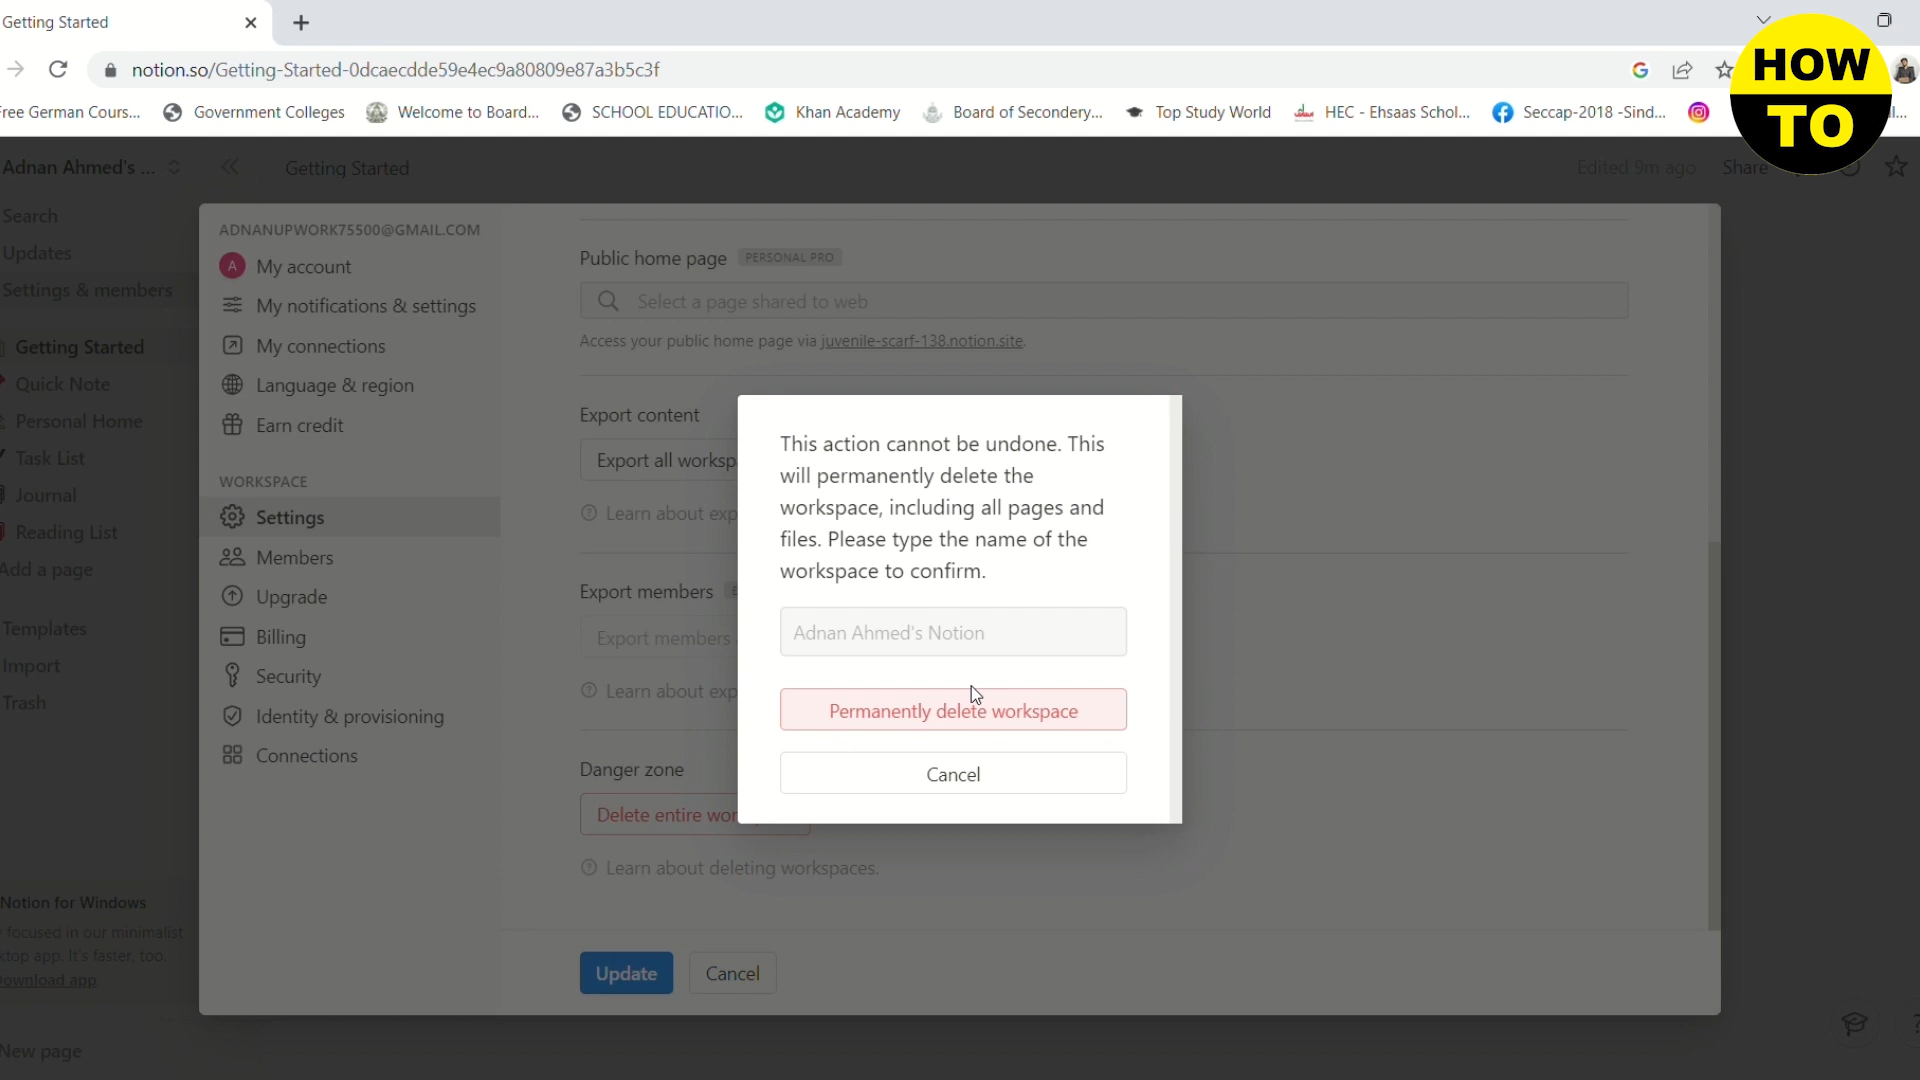 Getting Started
notion.so/Getting-Started-0dcaecdde59e4ec9a80809e87a3b5c3f
HOW
TO
ree German Cours...
Government Colleges
Welcome to Board...
SCHOOL EDUCATIO...
Khan Academy
Board of Secondery...
Top Study World
HEC - Ehsaas Schol...
Seccap-2018 -Sind...
Adnan Ahmed's ...
Getting Started
Edited 9m ago
Share
Search
Updates
Settings & members
Getting Started
Quick Note
Personal Home
Task List
Journal
Reading List
Add a page
Templates
Import
Trash
Notion for Windows
focused in our minimalist
ktop app. It's faster, too.
Download app
New page
ADNANUPWORK75500@GMAIL.COM
A
My account
My notifications & settings
My connections
Language & region
Earn credit
WORKSPACE
Settings
Members
Upgrade
Billing
Security
Identity & provisioning
Connections
Public home page PERSONAL PRO
Select a page shared to web
Access your public home page via juvenile-scarf-138.notion.site.
Export content
Export all worksp
Learn about exp
Export members
Export members
Learn about exp
Danger zone
Delete entire wor
Learn about deleting workspaces.
Update
Cancel
This action cannot be undone. This
will permanently delete the
workspace, including all pages and
files. Please type the name of the
workspace to confirm.
Adnan Ahmed's Notion
Permanently delete workspace
Cancel